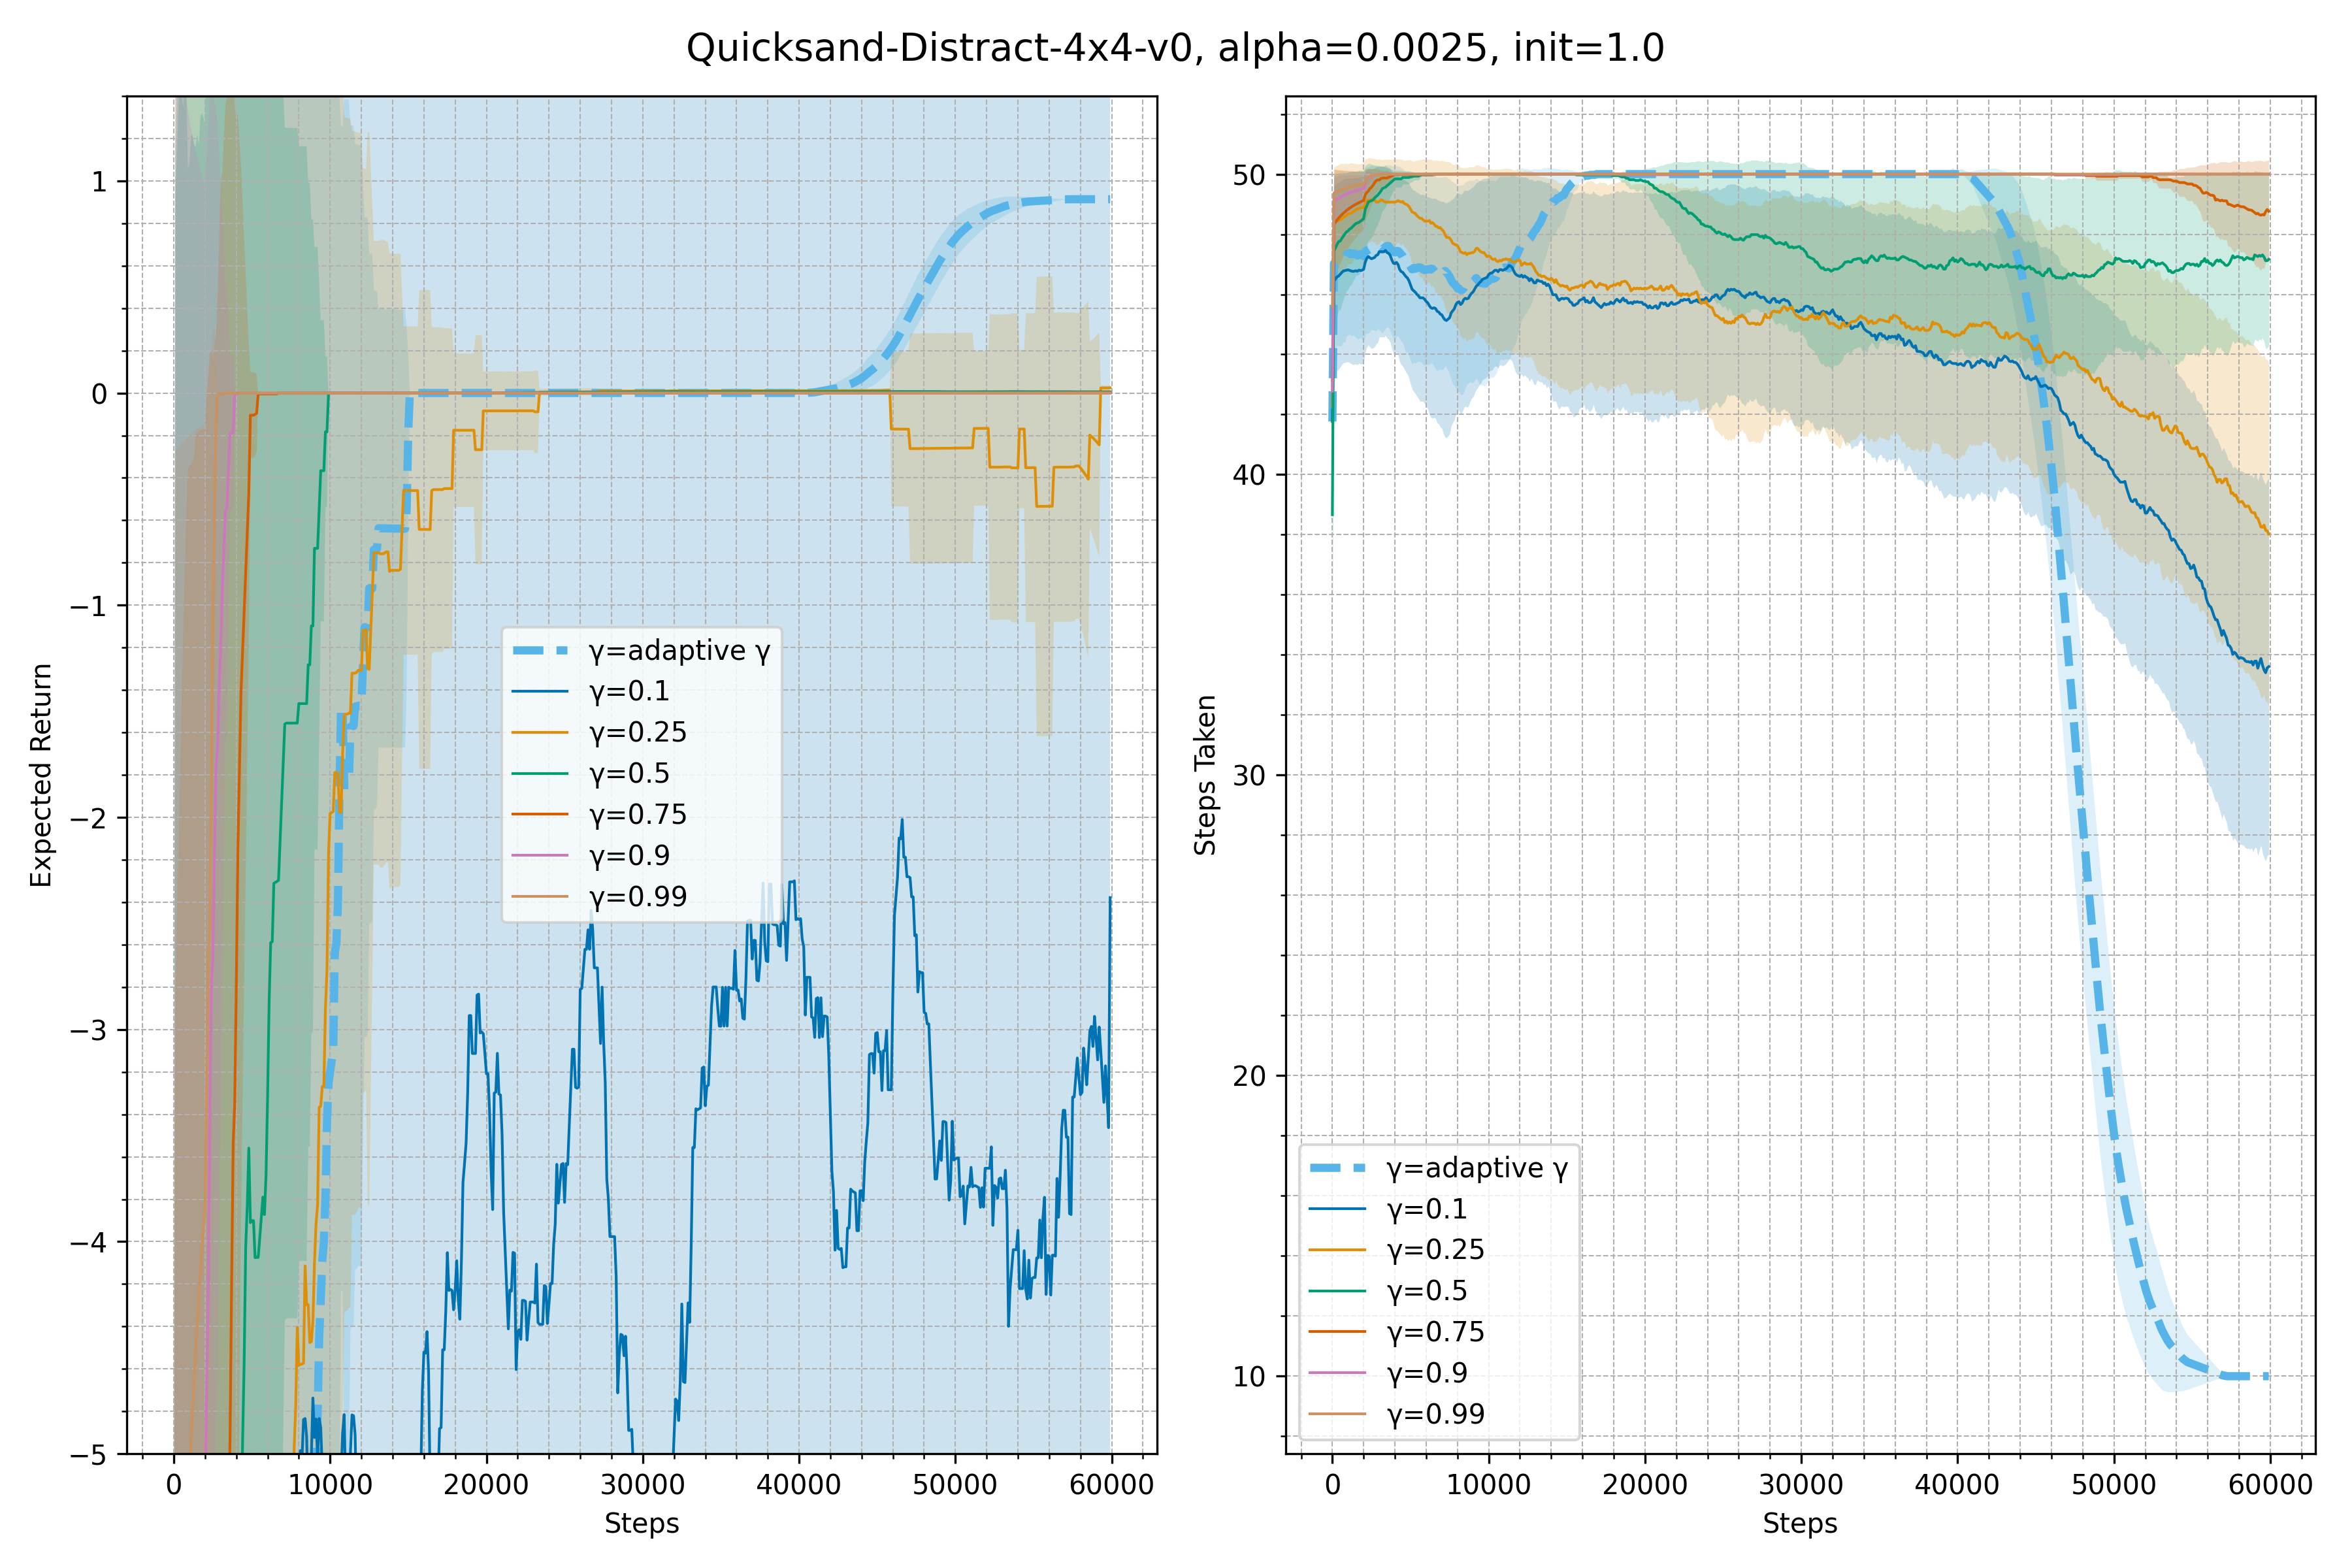 Quicksand-Distract-4x4-v0, alpha=0.0025, init=1.0
Expected Return
1
0
−1
−2
−3
−4
−5
γ=adaptive γ
γ=0.1
γ=0.25
γ=0.5
γ=0.75
γ=0.9
γ=0.99
0 10000 20000 30000 40000 50000 60000
Steps
Steps Taken
50
40
30
20
10
γ=adaptive γ
γ=0.1
γ=0.25
γ=0.5
γ=0.75
γ=0.9
γ=0.99
0 10000 20000 30000 40000 50000 60000
Steps